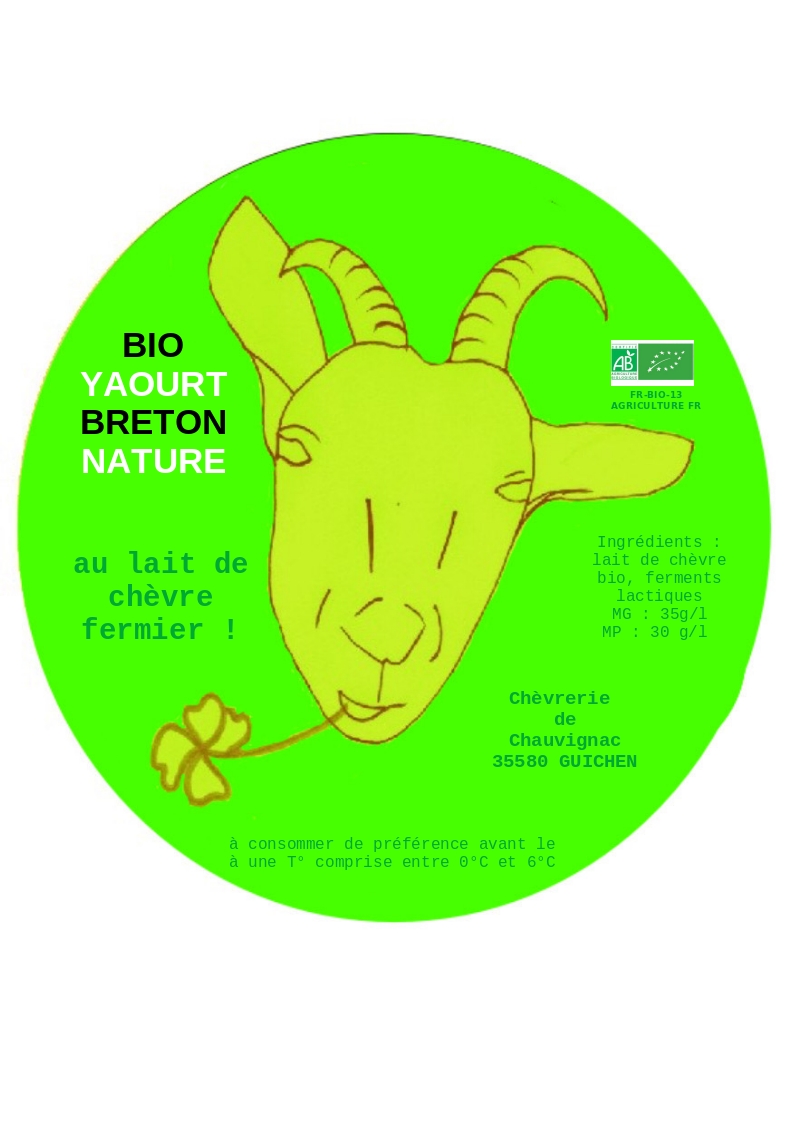 BIO
YAOURT
BRETON
NATURE
au lait de
chèvre
fermier !
AB
FR-BIO-13
AGRICULTURE FR
Ingrédients :
lait de chèvre
bio, ferments
lactiques
MG : 35g/l
MP : 30 g/l
Chèvrerie
de
Chauvignac
35580 GUICHEN
à consommer de préférence avant le
à une T° comprise entre 0°C et 6°C